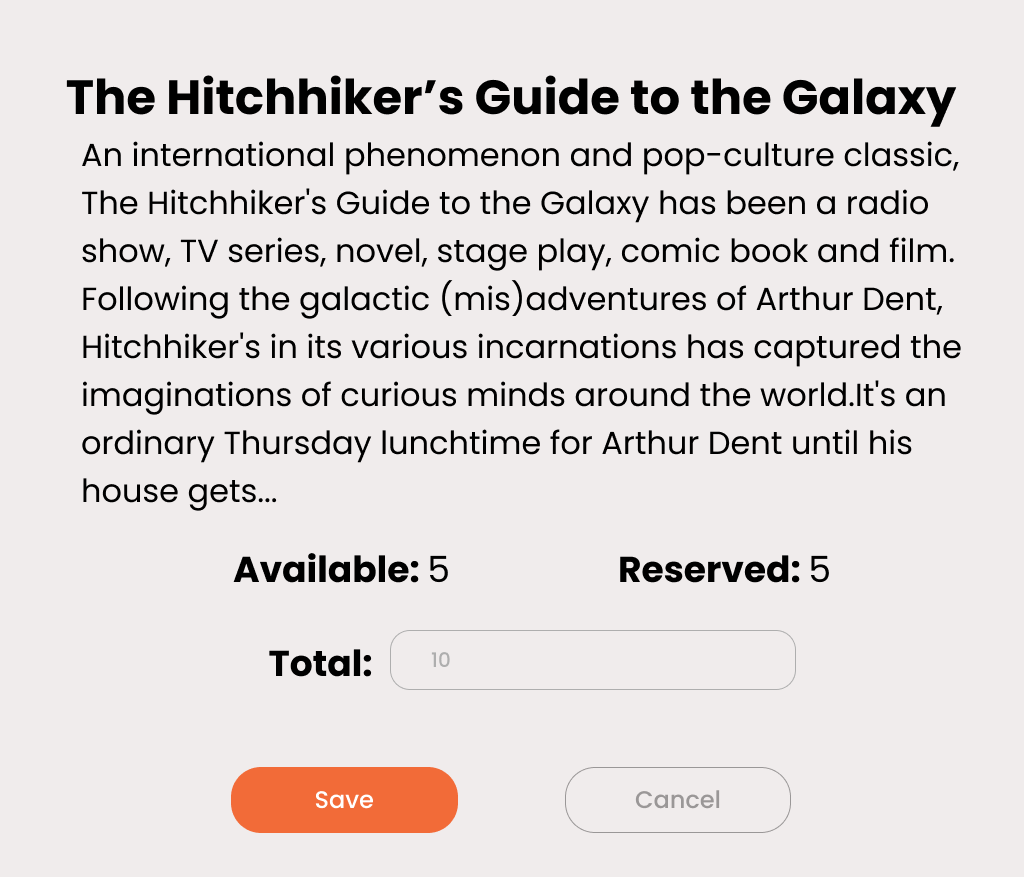 The Hitchhiker’s Guide to the Galaxy
An international phenomenon and pop-culture classic,
The Hitchhiker's Guide to the Galaxy has been a radio
show, TV series, novel, stage play, comic book and film.
Following the galactic (mis)adventures of Arthur Dent,
Hitchhiker's in its various incarnations has captured the
imaginations of curious minds around the world.It's an
ordinary Thursday lunchtime for Arthur Dent until his
house gets...
Available: 5 Reserved: 5
Total: 10
Save Cancel